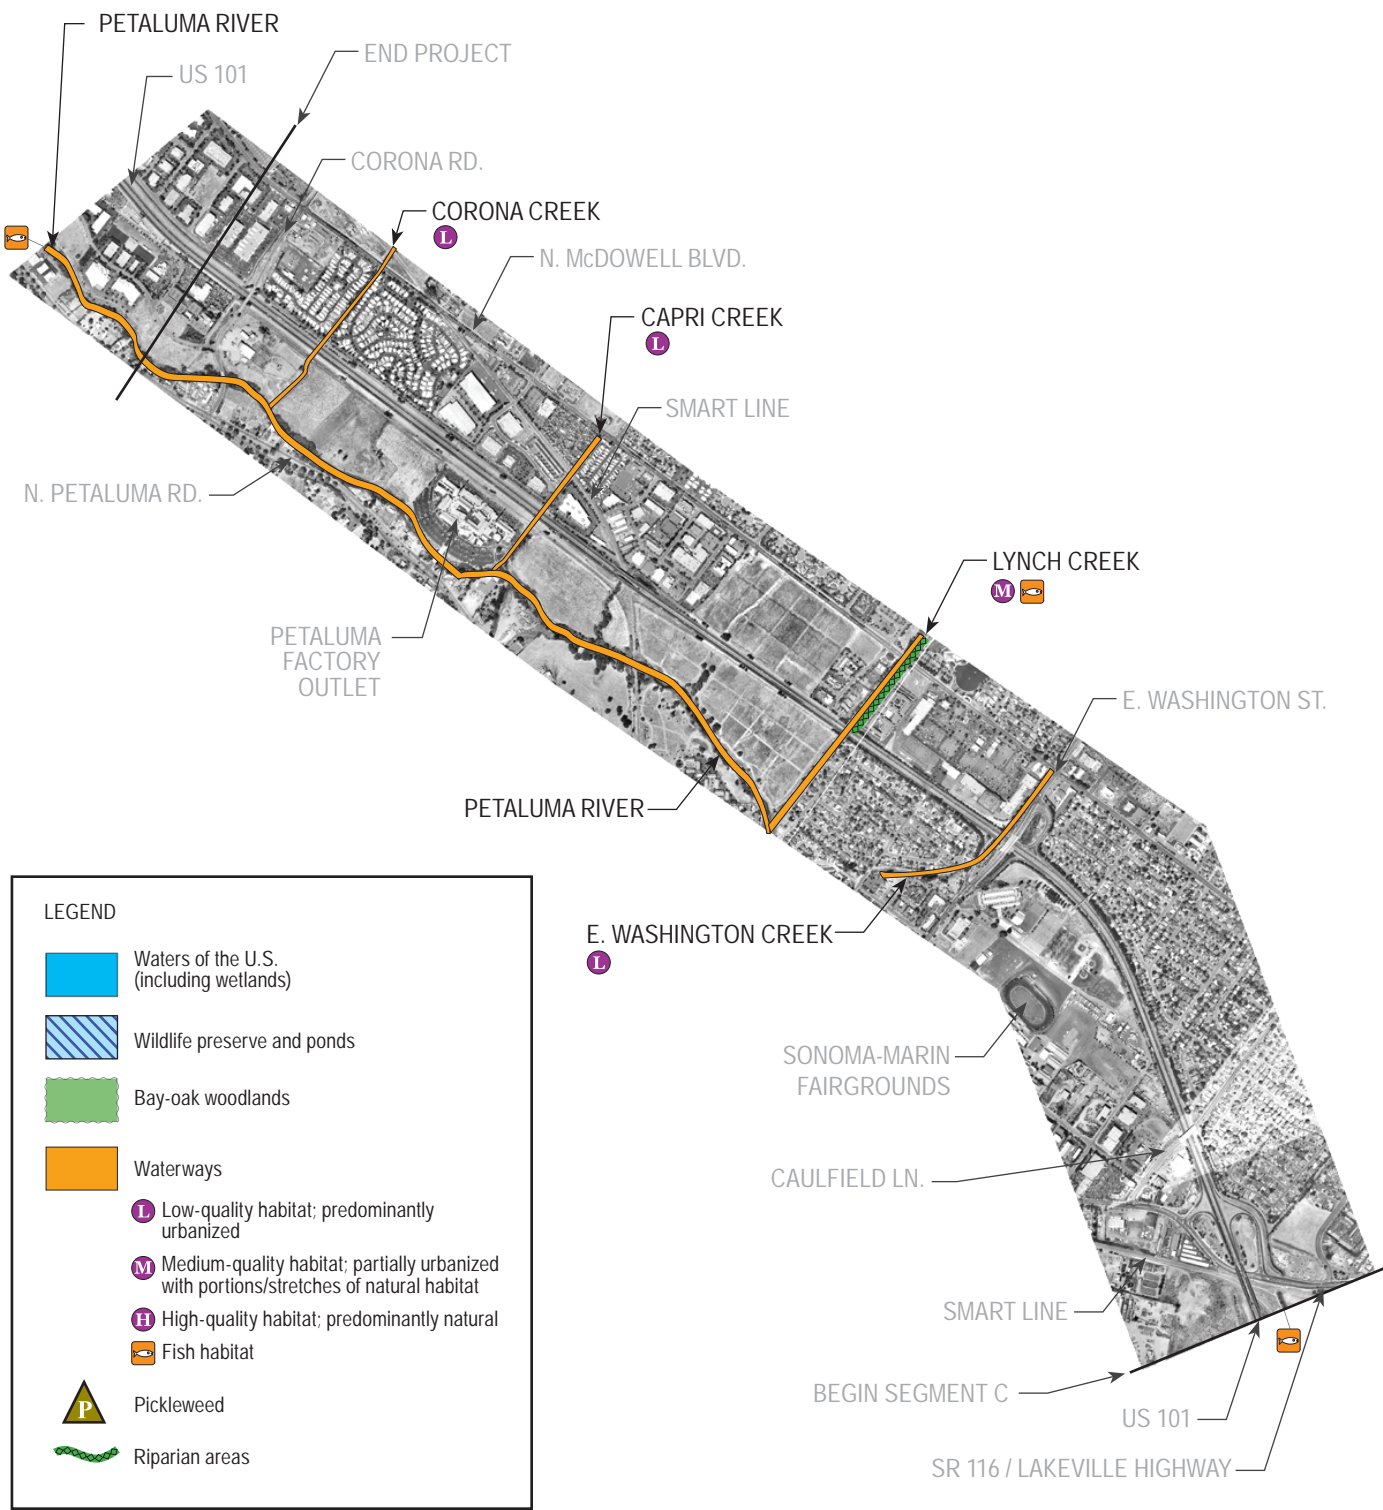 PETALUMA RIVER
END PROJECT
US 101
CORONA RD.
CORONA CREEK
L
N. McDOWELL BLVD.
CAPRI CREEK
L
SMART LINE
N. PETALUMA RD.
LYNCH CREEK
M
PETALUMA
FACTORY
OUTLET
E. WASHINGTON ST.
PETALUMA RIVER
E. WASHINGTON CREEK
L
SONOMA-MARIN
FAIRGROUNDS
CAULFIELD LN.
SMART LINE
BEGIN SEGMENT C
US 101
SR 116 / LAKEVILLE HIGHWAY
LEGEND
Waters of the U.S.
(including wetlands)
Wildlife preserve and ponds
Bay-oak woodlands
Waterways
L Low-quality habitat; predominantly
urbanized
M Medium-quality habitat; partially urbanized
with portions/stretches of natural habitat
H High-quality habitat; predominantly natural
Fish habitat
P Pickleweed
Riparian areas